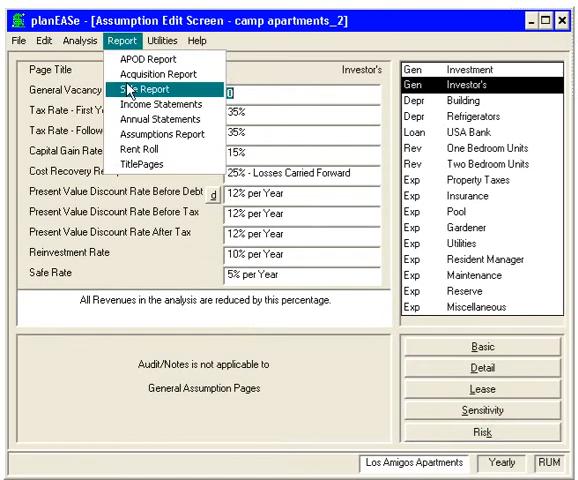 planEASe - [Assumption Edit Screen - camp apartments_2]
File Edit Analysis Report Utilities Help
APOD Report
Acquisition Report
Sale Report
Income Statements
Annual Statements
Assumptions Report
Rent Roll
TitlePages
Page Title Investor's
General Vacancy 0
Tax Rate - First Ye 35%
Tax Rate - Follow 35%
Capital Gain Rate 15%
Cost Recovery Re 25% - Losses Carried Forward
Present Value Discount Rate Before Debt d 12% per Year
Present Value Discount Rate Before Tax 12% per Year
Present Value Discount Rate After Tax 12% per Year
Reinvestment Rate 10% per Year
Safe Rate 5% per Year
All Revenues in the analysis are reduced by this percentage.
Audit/Notes is not applicable to
General Assumption Pages
Gen Investment
Gen Investor's
Depr Building
Depr Refrigerators
Loan USA Bank
Rev One Bedroom Units
Rev Two Bedroom Units
Exp Property Taxes
Exp Insurance
Exp Pool
Exp Gardener
Exp Utilities
Exp Resident Manager
Exp Maintenance
Exp Reserve
Exp Miscellaneous
Basic
Detail
Lease
Sensitivity
Risk
Los Amigos Apartments Yearly RUM